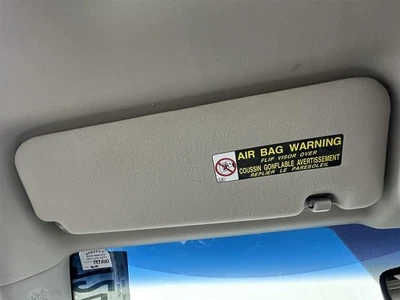 AIR BAG WARNING
FLIP VISOR OVER
COUSSIN GONFLABLE AVERTISSEMENT
REPLIER LE PARESOLEIL